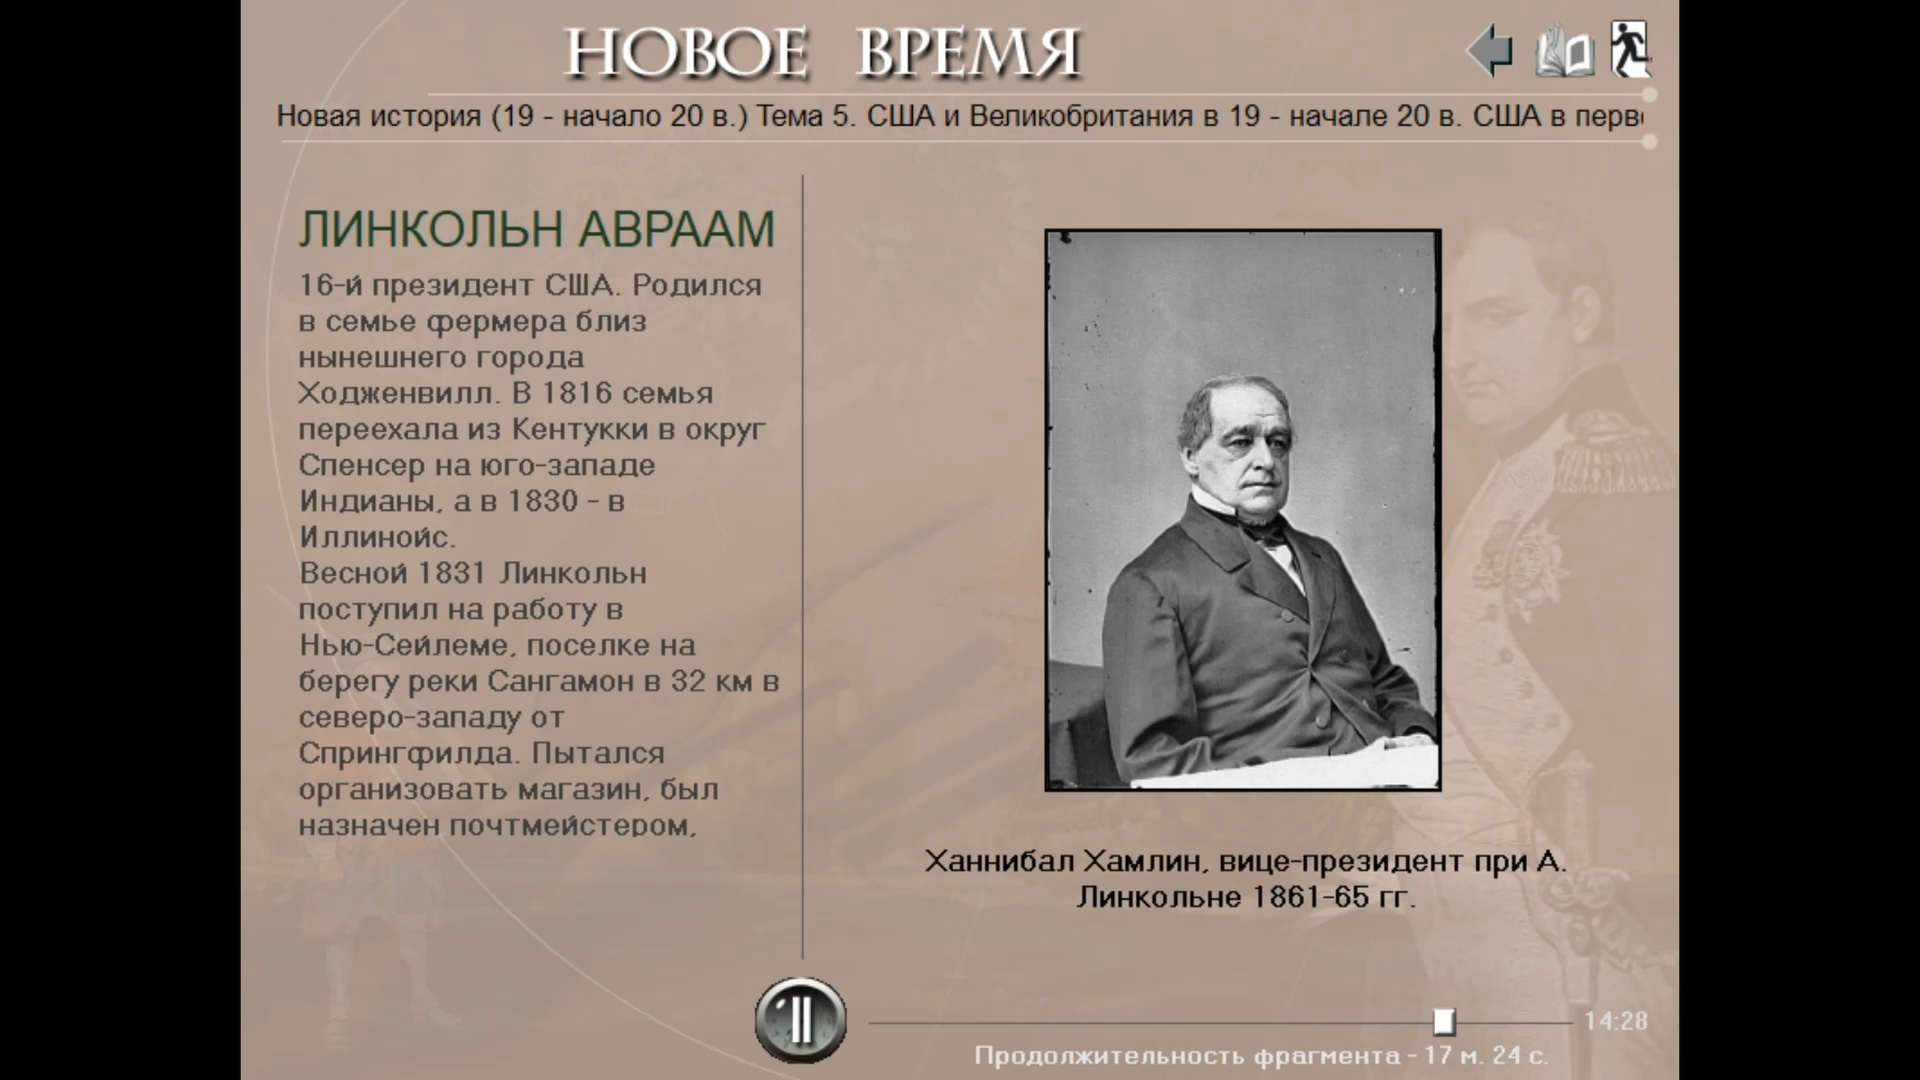 НОВОЕ ВРЕМЯ
Новая история (19 - начало 20 в.) Тема 5. США и Великобритания в 19 - начале 20 в. США в перв
ЛИНКОЛЬН АВРААМ
16-й президент США. Родился
в семье фермера близ
нынешнего города
Ходженвилл. В 1816 семья
переехала из Кентукки в округ
Спенсер на юго-западе
Индианы, а в 1830 - в
Иллинойс.
Весной 1831 Линкольн
поступил на работу в
Нью-Сейлеме, поселке на
берегу реки Сангамон в 32 км в
северо-западу от
Спрингфилда. Пытался
организовать магазин, был
назначен почтмейстером,
Ханнибал Хамлин, вице-президент при А.
Линкольне 1861-65 гг.
14:28
Продолжительность фрагмента - 17 м. 24 с.